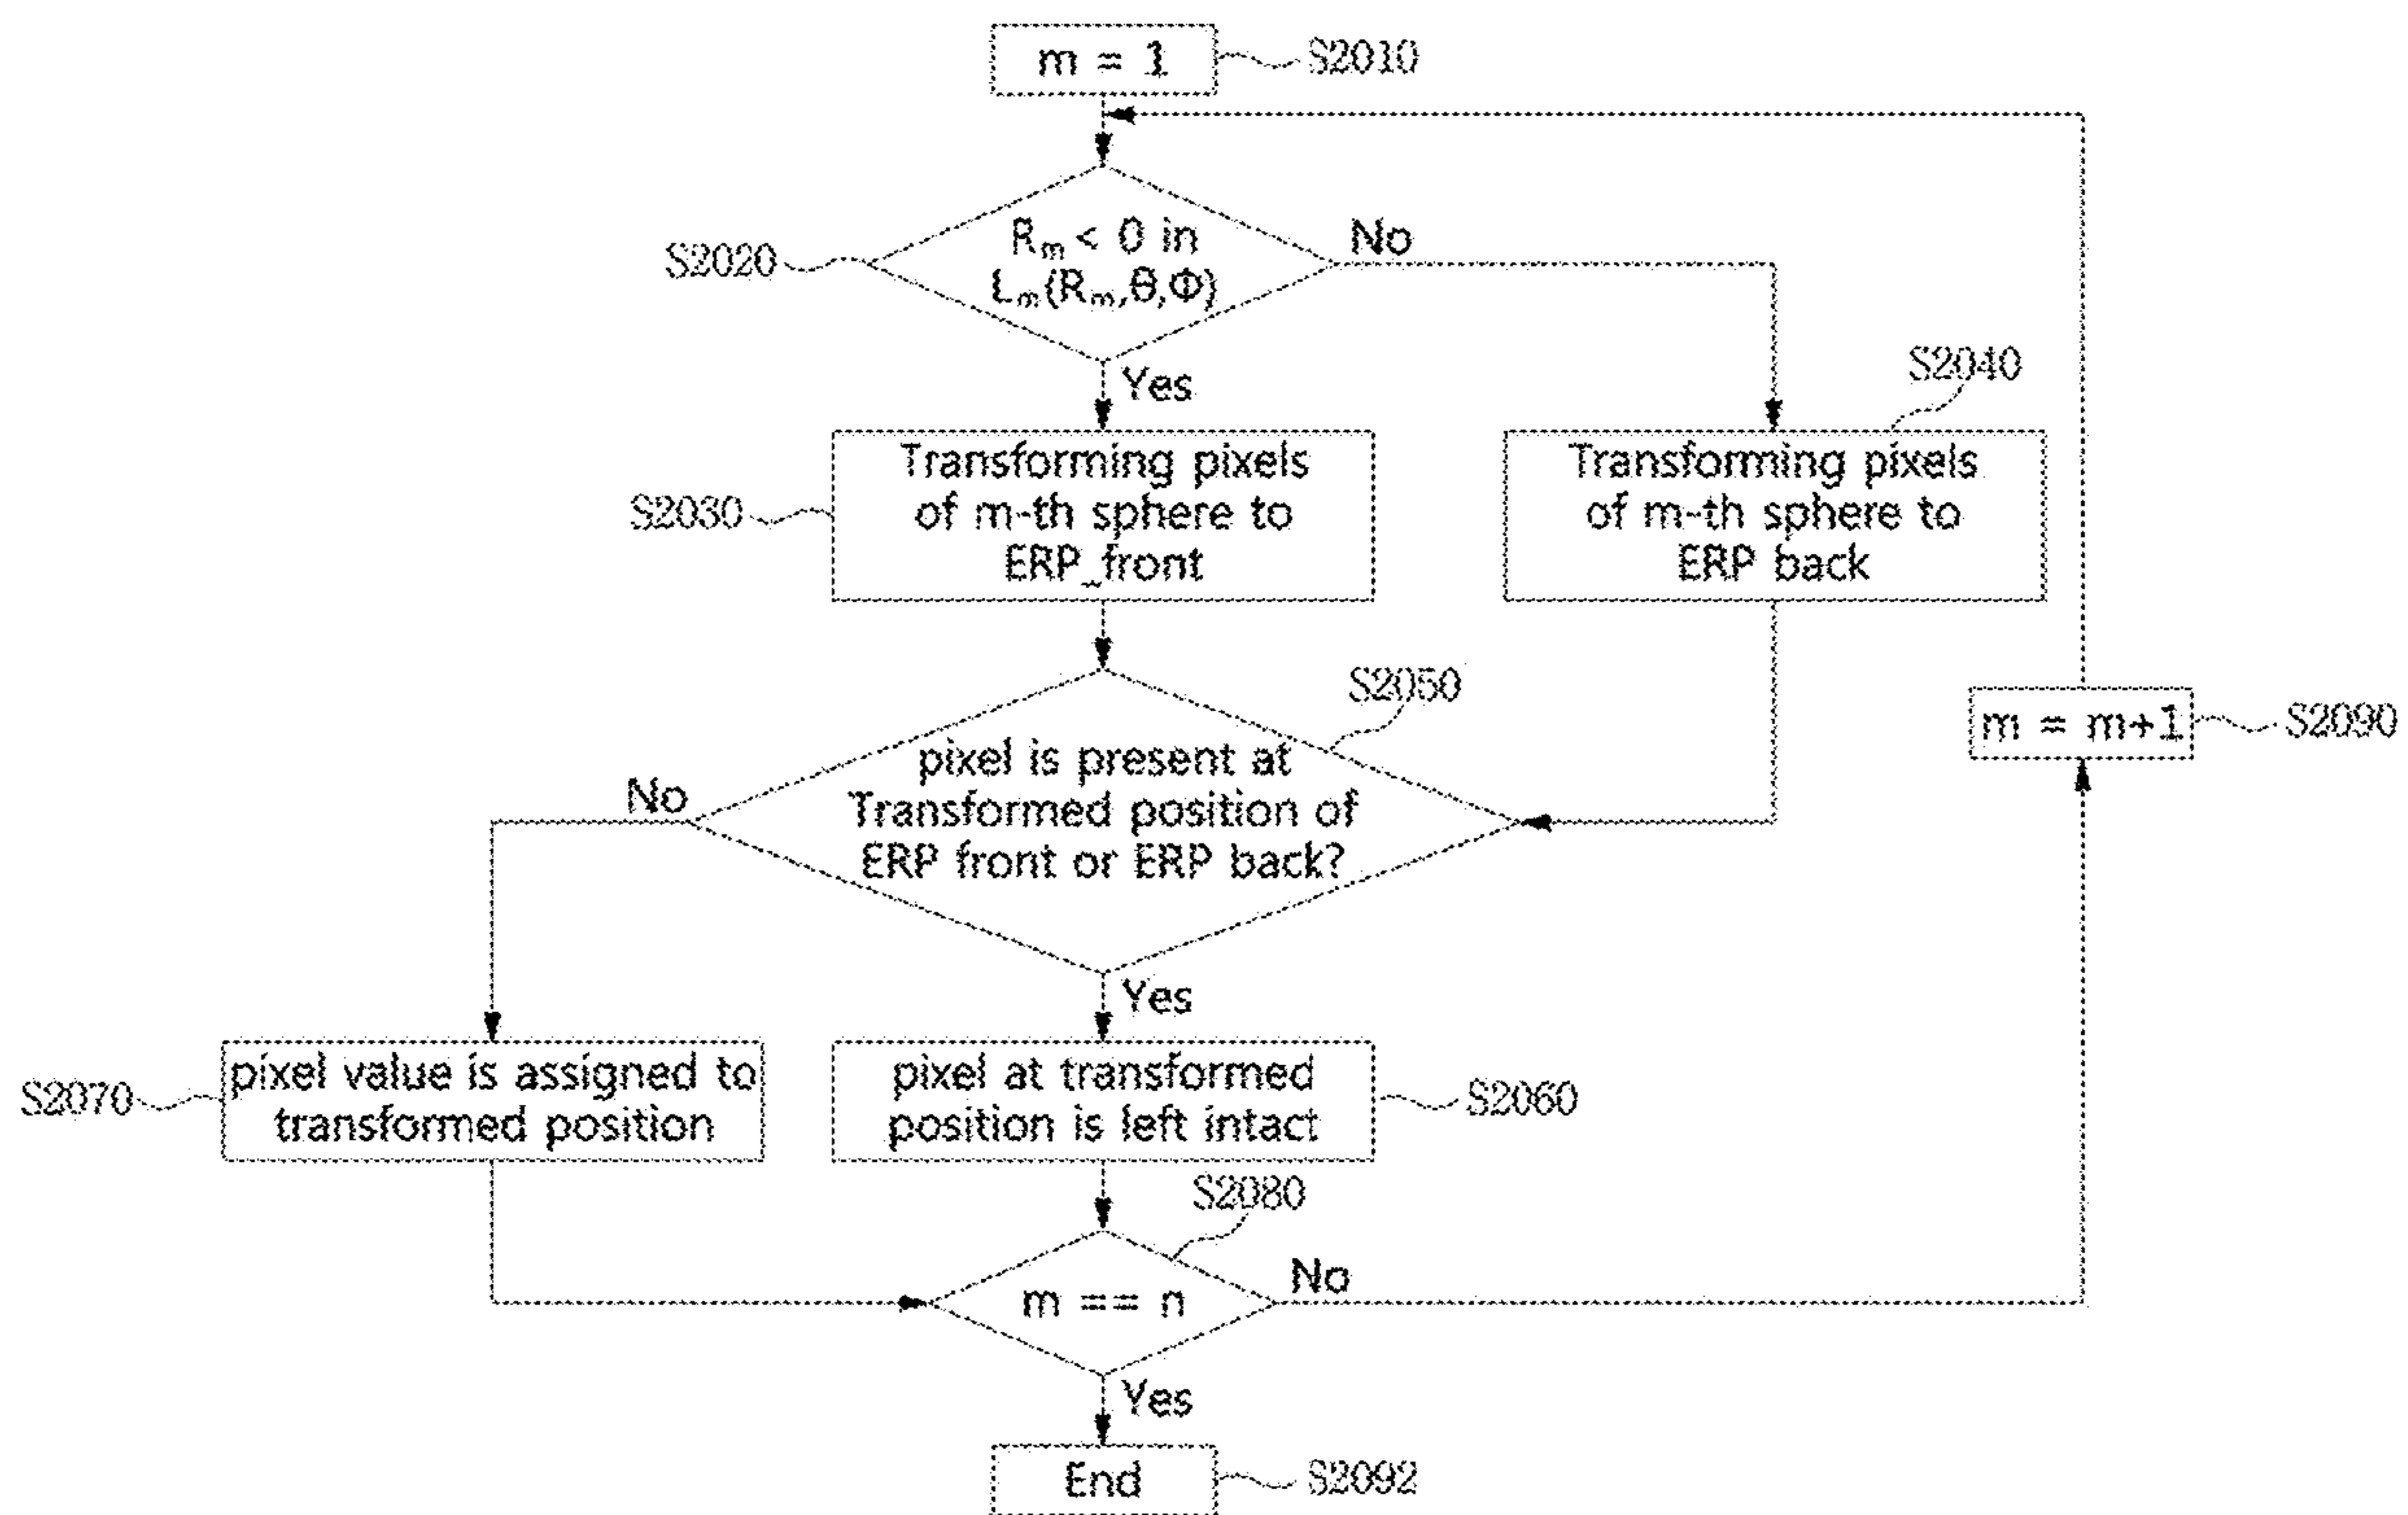 m = 1
S2010
S2020
Rₘ < 0 in
Lₘ(Rₘ,θ,Φ)
No
Yes
S2040
S2030
Transforming pixels
of m-th sphere to
ERP_front
Transforming pixels
of m-th sphere to
ERP back
S2050
pixel is present at
Transformed position of
ERP front or ERP back?
No
Yes
m = m+1
S2090
S2070
pixel value is assigned to
transformed position
pixel at transformed
position is left intact
S2060
S2080
m == n
No
Yes
End
S2092